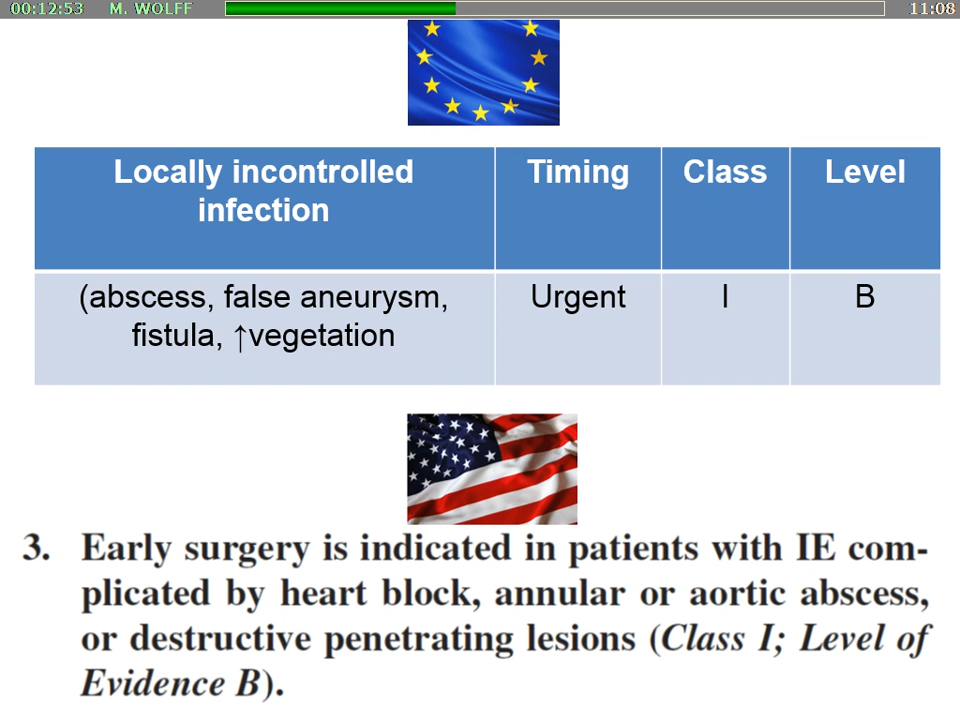 00:12:53 M. WOLFF 11:08
Locally incontrolled
infection
Timing
Class
Level
(abscess, false aneurysm,
fistula, ↑vegetation
Urgent
I
B
3. Early surgery is indicated in patients with IE com-
plicated by heart block, annular or aortic abscess,
or destructive penetrating lesions (Class I; Level of
Evidence B).